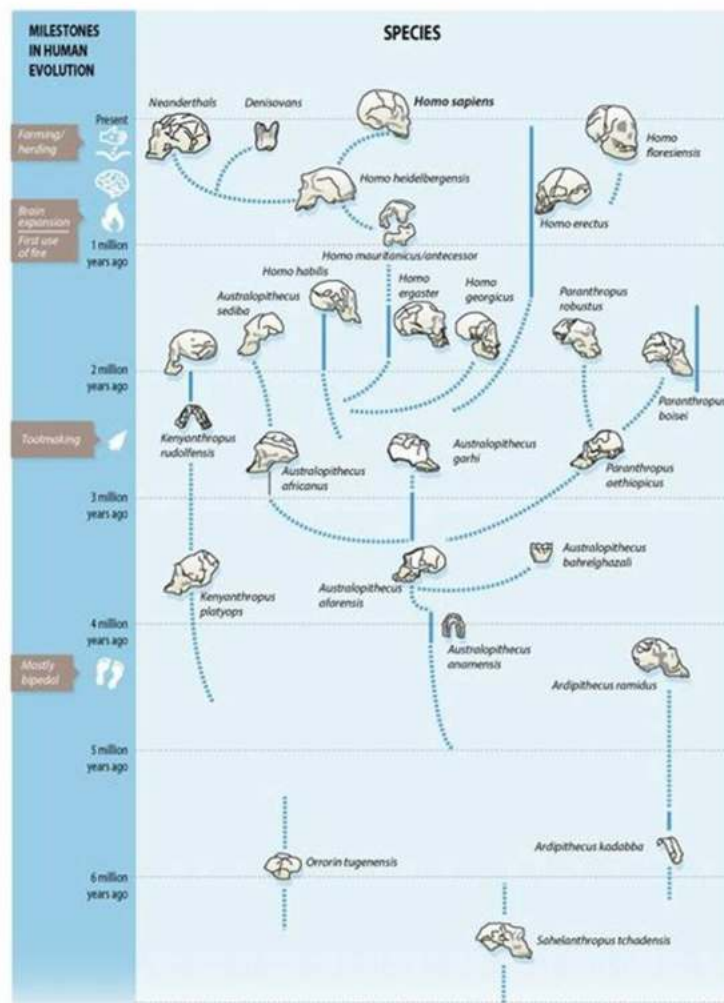 MILESTONES
IN HUMAN
EVOLUTION
SPECIES
Neanderthals
Denisovans
Homo sapiens
Present
Farming/
herding
Homo
floresiensis
Homo heidelbergensis
Brain
expansion
First use
of fire
Homo erectus
1 million
years ago
Homo mauritanicus/antecessor
Homo habilis
Homo
ergaster
Homo
georgicus
Australopithecus
sediba
Paranthropus
robustus
2 million
years ago
Paranthropus
boisei
Toolmaking
Kenyanthropus
rudolfensis
Australopithecus
africanus
Australopithecus
garhi
Paranthropus
aethiopicus
3 million
years ago
Australopithecus
bahrelghazali
Kenyanthropus
platyops
Australopithecus
afarensis
4 million
years ago
Australopithecus
anamensis
Mostly
bipedal
Ardipithecus ramidus
5 million
years ago
Orrorin tugenensis
Ardipithecus kadabba
6 million
years ago
Sahelanthropus tchadensis